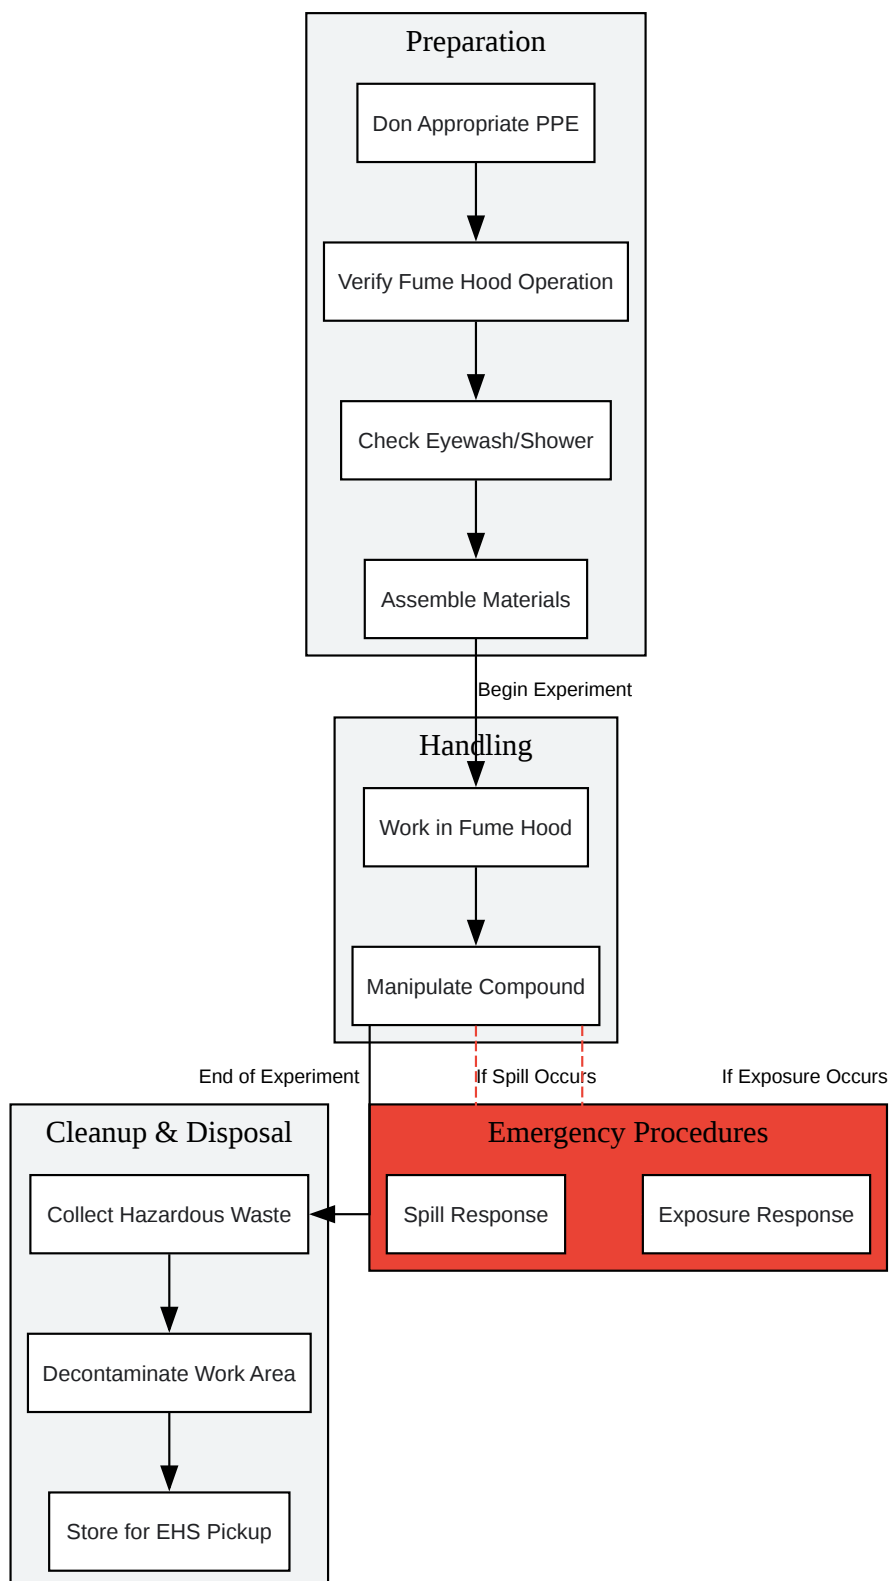 Preparation
Don Appropriate PPE
Verify Fume Hood Operation
Check Eyewash/Shower
Assemble Materials
Begin Experiment
Handling
Work in Fume Hood
Manipulate Compound
End of Experiment
If Spill Occurs
If Exposure Occurs
Cleanup & Disposal
Emergency Procedures
Collect Hazardous Waste
Spill Response
Exposure Response
Decontaminate Work Area
Store for EHS Pickup